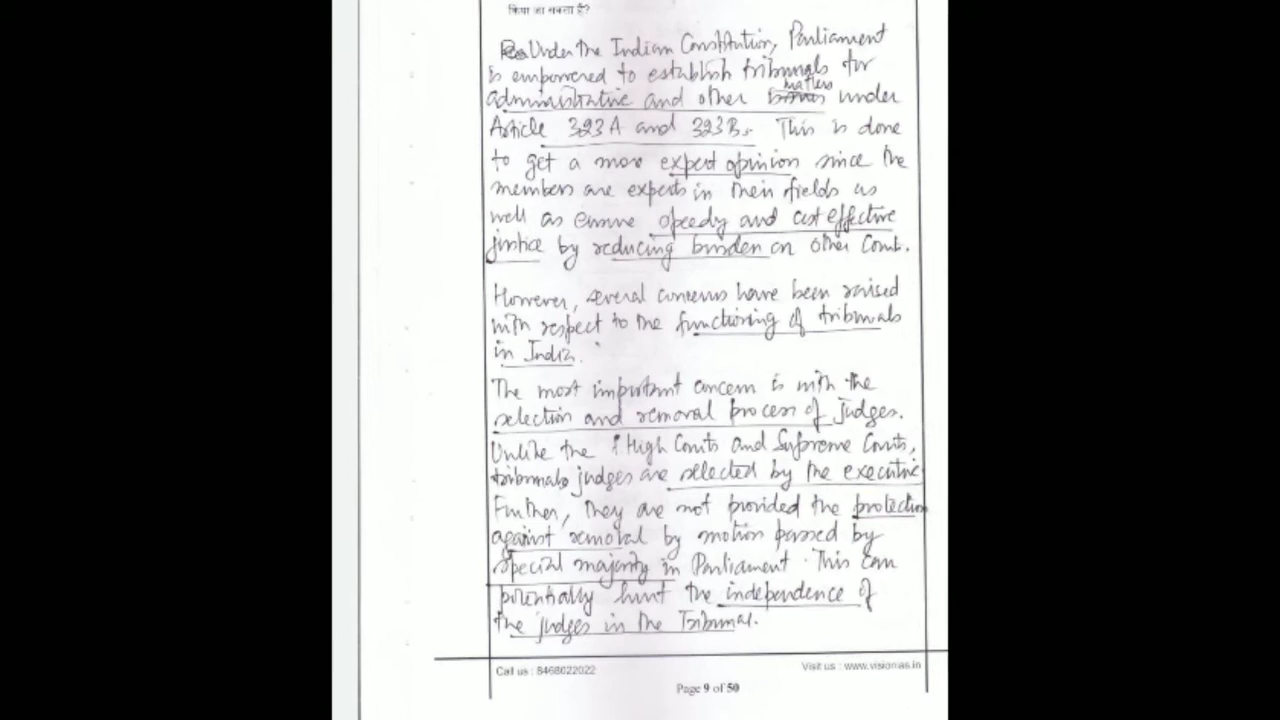 किया जा सकता है?
Under the Indian Constitution, Parliament
is empowered to establish tribunals for
administrative and other matters under
Article 323A and 323B. This is done
to get a more expert opinion since the
members are experts in their fields as
well as ensure speedy and cost effective
justice by reducing burden on other Court.
However, several concerns have been raised
with respect to the functioning of tribunals
in India.
The most important concern is with the
selection and removal process of judges.
Unlike the High Courts and Supreme Courts,
tribunals judges are selected by the executive
Further, they are not provided the protection
against removal by motion passed by
special majority in Parliament. This can
potentially hurt the independence of
the judges in the Tribunal.
Call us : 8468022022
Visit us : www.visionias.in
Page 9 of 50